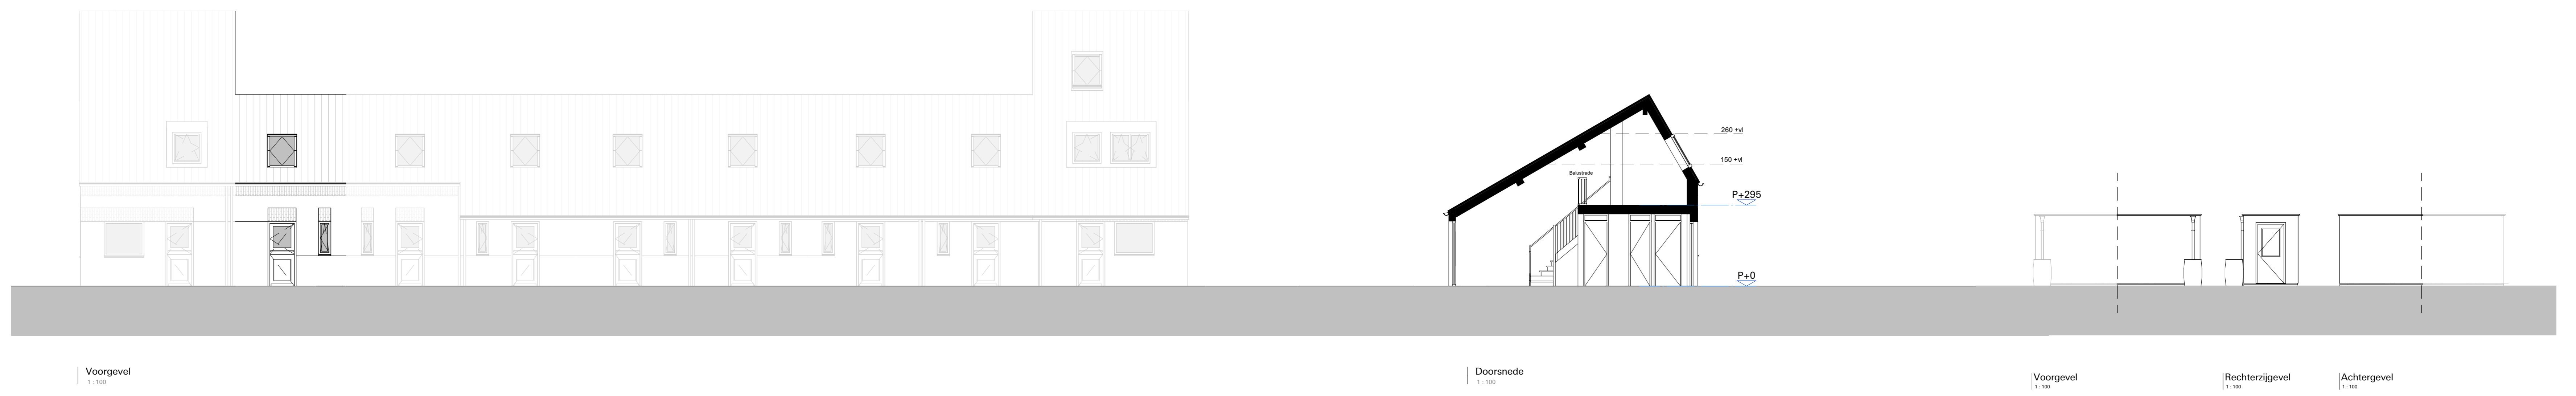 260 +vl
150 +vl
Balustrade
P+295
P+0
Voorgevel
1 : 100
Doorsnede
1 : 100
Voorgevel
1 : 100
Rechterzijgevel
1 : 100
Achtergevel
1 : 100